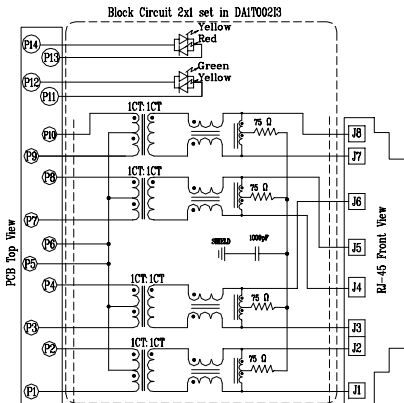 Block Circuit 2x1 set in DA1T002I3
P14
Yellow
Red
P13
Green
P12
Yellow
P11
1CT:1CT
75 Ω
P10
J8
P9
J7
1CT:1CT
P8
75 Ω
J6
P7
P6
SHIELD
1000pF
J5
P5
1CT:1CT
P4
J4
75 Ω
P3
J3
1CT:1CT
P2
J2
75 Ω
P1
J1
PCB Top View
RJ-45 Front View